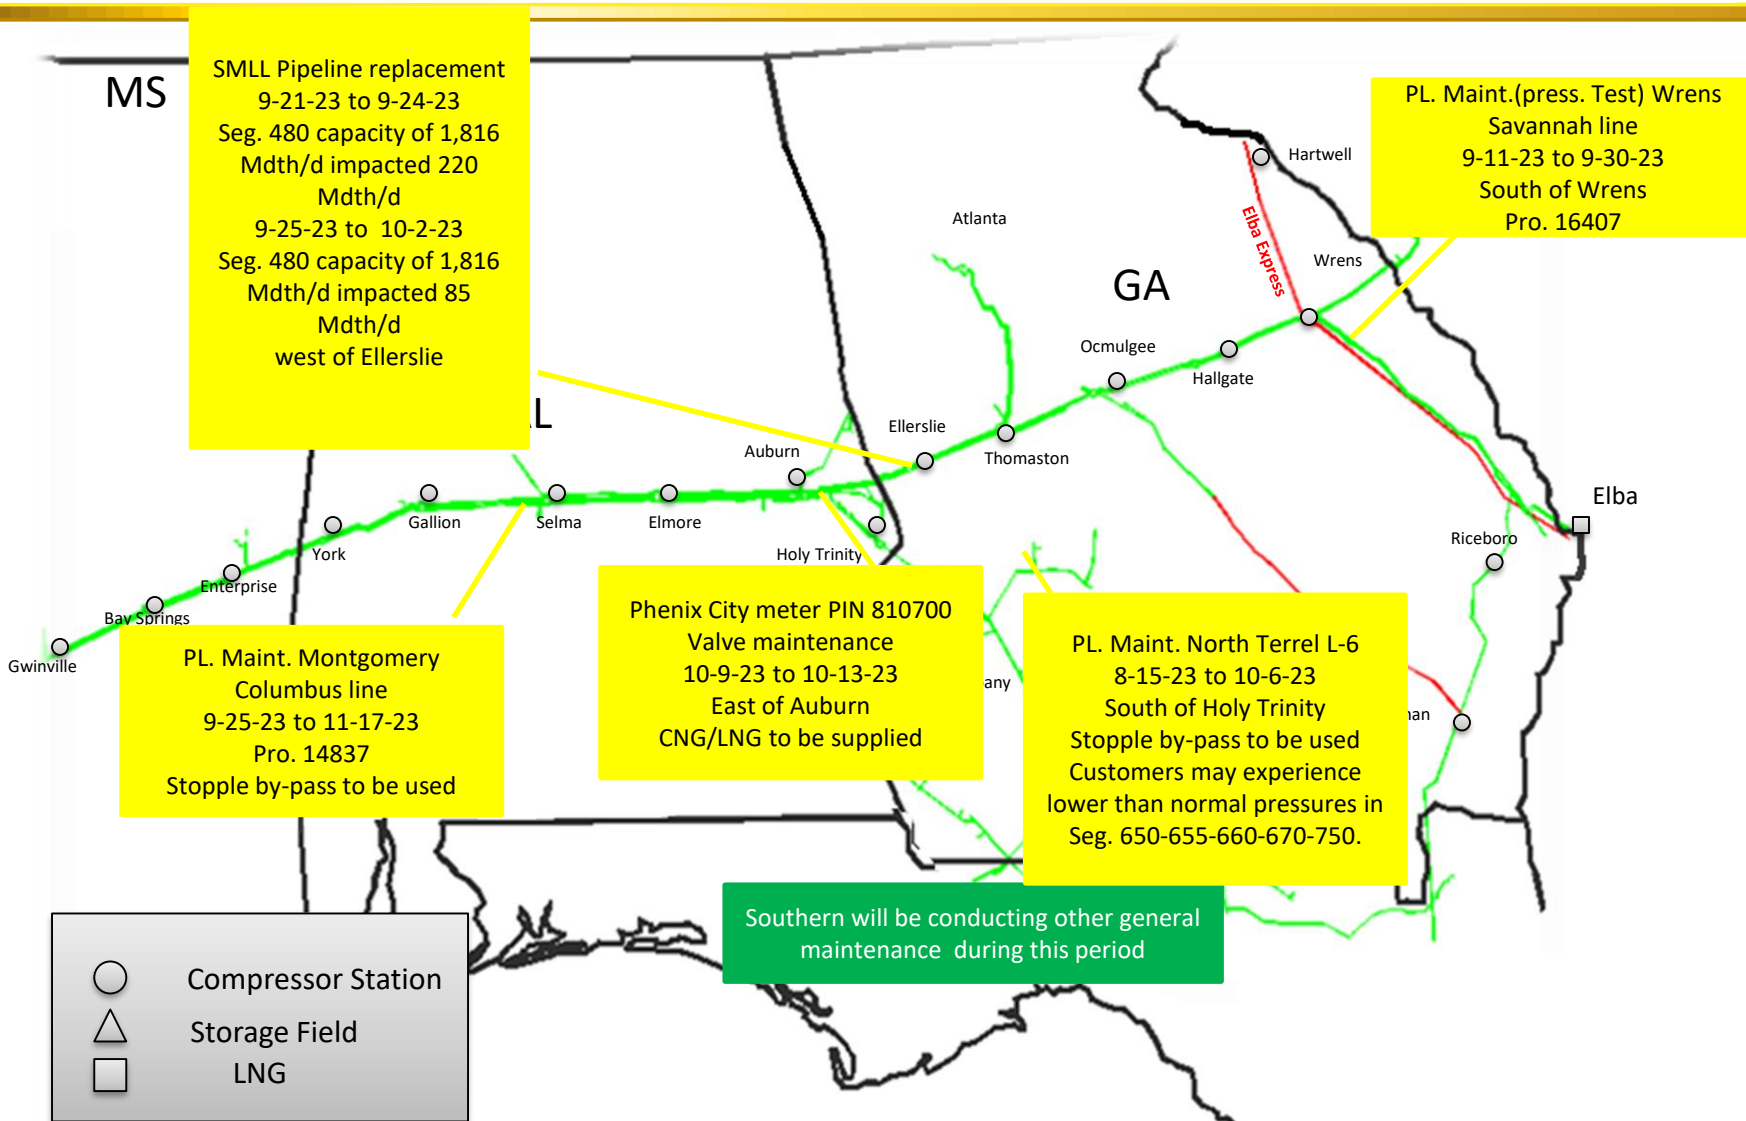 MS
SMLL Pipeline replacement
9-21-23 to 9-24-23
Seg. 480 capacity of 1,816
Mdth/d impacted 220
Mdth/d
9-25-23 to 10-2-23
Seg. 480 capacity of 1,816
Mdth/d impacted 85
Mdth/d
west of Ellerslie
PL. Maint.(press. Test) Wrens
Savannah line
9-11-23 to 9-30-23
South of Wrens
Pro. 16407
Hartwell
Atlanta
Elba Express
Wrens
GA
Ocmulgee
Hallgate
L
Ellerslie
Thomaston
Auburn
Gallion
Selma
Elmore
Elba
York
Holy Trinity
Riceboro
Enterprise
Bay Springs
Gwinville
PL. Maint. Montgomery
Columbus line
9-25-23 to 11-17-23
Pro. 14837
Stopple by-pass to be used
Phenix City meter PIN 810700
Valve maintenance
10-9-23 to 10-13-23
East of Auburn
CNG/LNG to be supplied
any
PL. Maint. North Terrel L-6
8-15-23 to 10-6-23
South of Holy Trinity
Stopple by-pass to be used
Customers may experience
lower than normal pressures in
Seg. 650-655-660-670-750.
nan
Southern will be conducting other general
maintenance during this period
Compressor Station
Storage Field
LNG